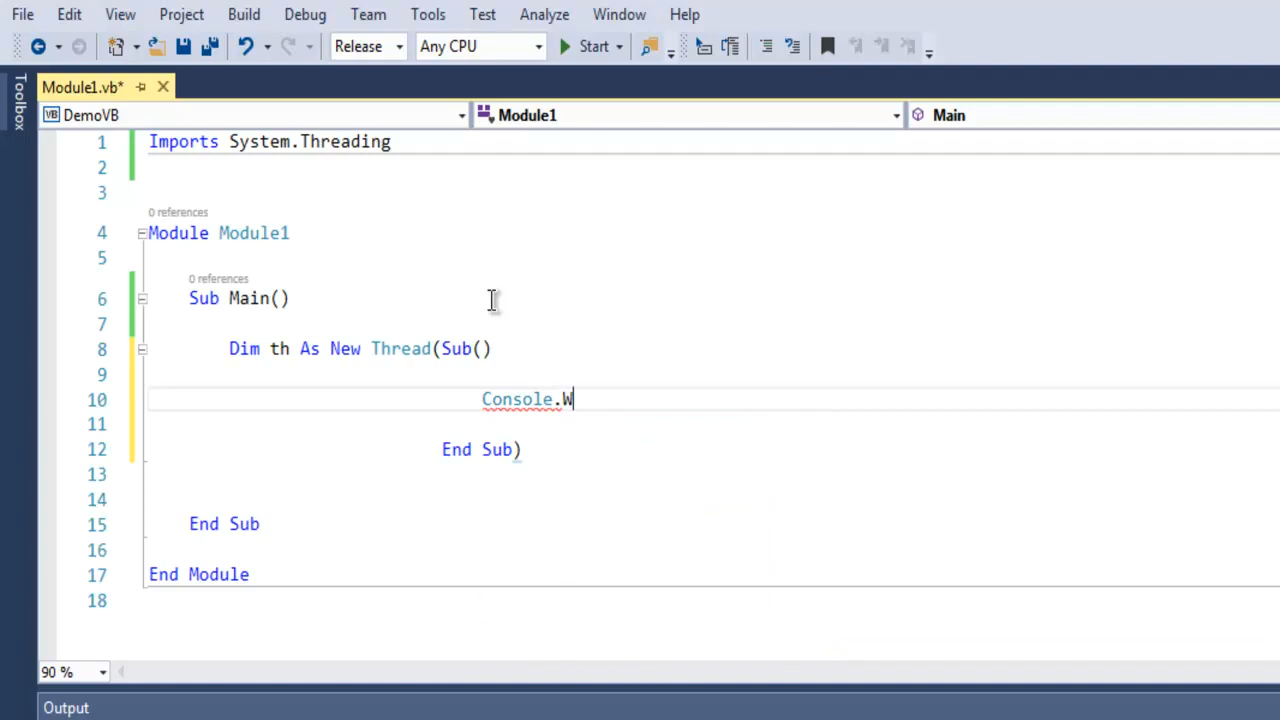 File Edit VB Project Build Debug Team Tools Test Analyze Window Help
Release Any CPU Start
Toolbox
Module1.vb*
VB DemoVB Module1 Main
1 Imports System.Threading
2
3
0 references
4 Module Module1
5
0 references
6 Sub Main()
7
8 Dim th As New Thread(Sub()
9
10 Console.W
11
12 End Sub)
13
14
15 End Sub
16
17 End Module
18
90 %
Output